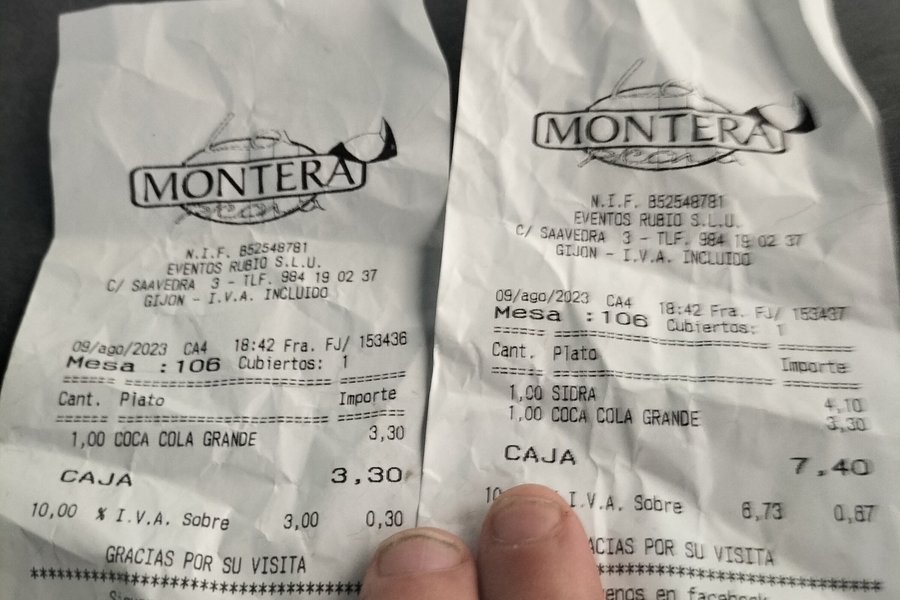 MONTERA
N.I.F. B52548781
EVENTOS RUBIO S.L.U.
C/ SAAVEDRA 3 - TLF. 984 19 02 37
GIJON - I.V.A. INCLUIDO
09/ago/2023 CA4 18:42 Fra. FJ/ 153436
Mesa :106 Cubiertos: 1
Cant. Plato Importe
1,00 COCA COLA GRANDE 3,30
CAJA 3,30
10,00 % I.V.A. Sobre 3,00 0,30
GRACIAS POR SU VISITA
MONTERA
N.I.F. B52548781
EVENTOS RUBIO S.L.U.
C/ SAAVEDRA 3 - TLF. 984 19 02 37
GIJON - I.V.A. INCLUIDO
09/ago/2023 CA4 18:42 Fra. FJ/ 153437
Mesa :106 Cubiertos: 1
Cant. Plato Importe
1,00 SIDRA 4,10
1,00 COCA COLA GRANDE 3,30
CAJA 7,40
10 I.V.A. Sobre 6,73 0,67
ACIAS POR SU VISITA
enos en facebook